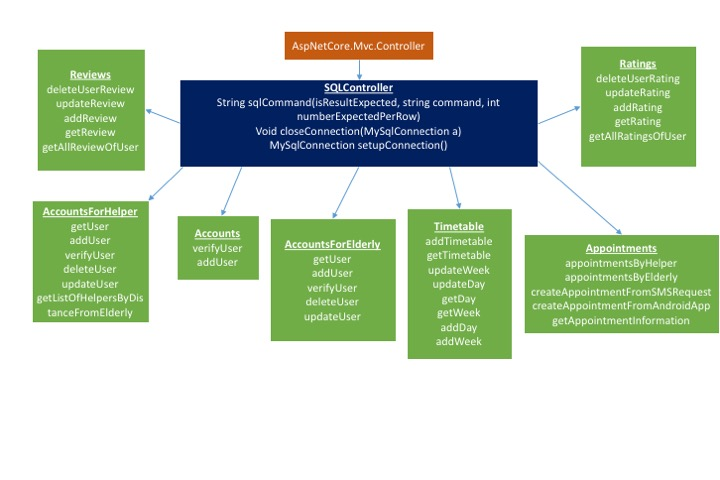 AspNetCore.Mvc.Controller
SQLController
String sqlCommand(isResultExpected, string command, int
numberExpectedPerRow)
Void closeConnection(MySqlConnection a)
MySqlConnection setupConnection()
Reviews
deleteUserReview
updateReview
addReview
getReview
getAllReviewOfUser
Ratings
deleteUserRating
updateRating
addRating
getRating
getAllRatingsOfUser
AccountsForHelper
getUser
addUser
verifyUser
deleteUser
updateUser
getListOfHelpersByDis
tanceFromElderly
Accounts
verifyUser
addUser
AccountsForElderly
getUser
addUser
verifyUser
deleteUser
updateUser
Timetable
addTimetable
getTimetable
updateWeek
updateDay
getDay
getWeek
addDay
addWeek
Appointments
appointmentsByHelper
appointmentsByElderly
createAppointmentFromSMSRequest
createAppointmentFromAndroidApp
getAppointmentInformation